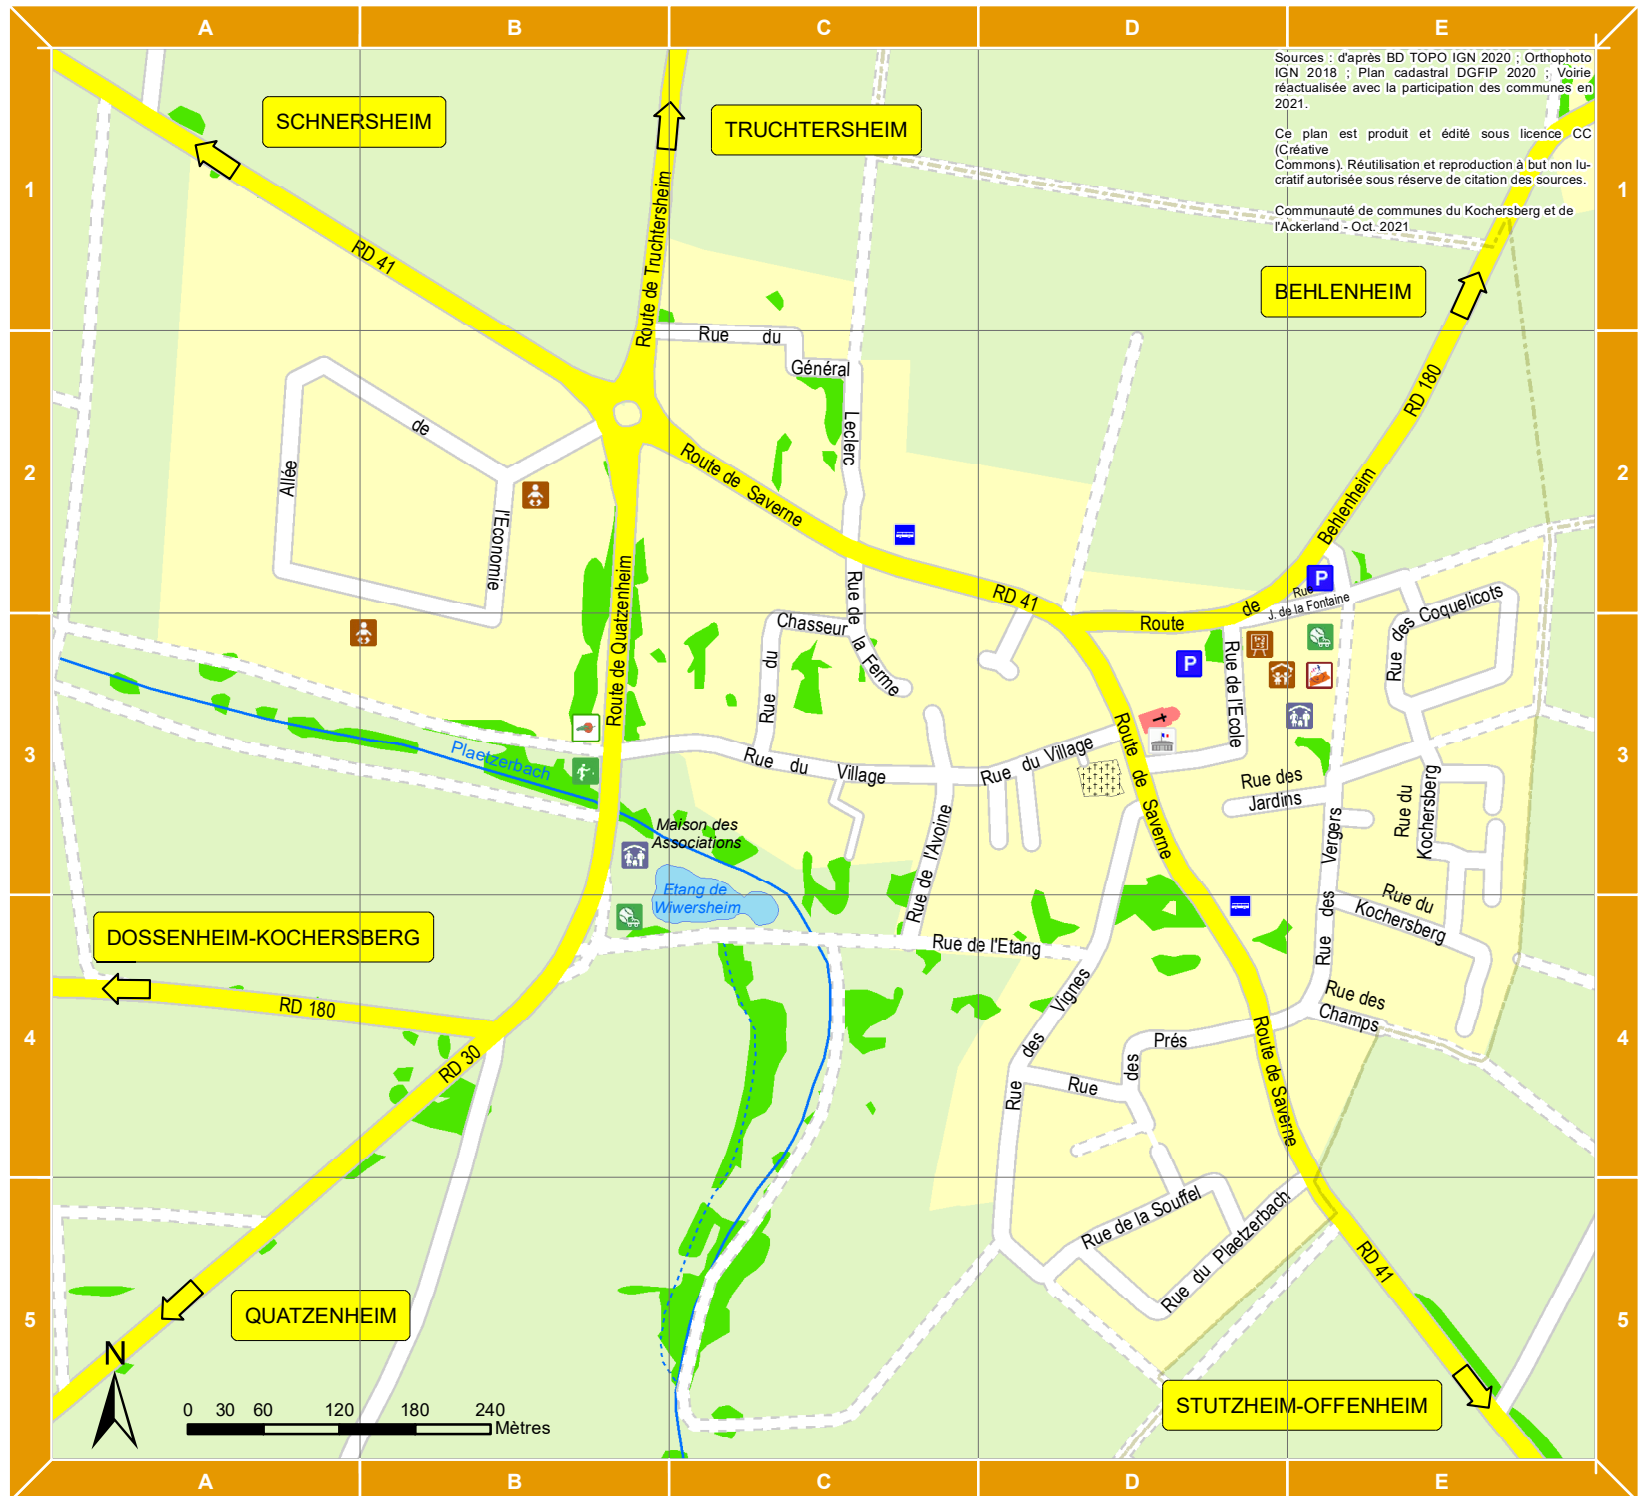 A B C D E
Sources : d'après BD TOPO IGN 2020 ; Orthophoto
IGN 2018 ; Plan cadastral DGFIP 2020 ; Voirie
réactualisée avec la participation des communes en
2021.
Ce plan est produit et édité sous licence CC
(Créative
Commons). Réutilisation et reproduction à but non lu-
cratif autorisée sous réserve de citation des sources.
Communauté de communes du Kochersberg et de
l'Ackerland - Oct. 2021
SCHNERSHEIM
TRUCHTERSHEIM
1
1
RD 41
Route de Truchtersheim
BEHLENHEIM
Rue du
Général
Leclerc
RD 180
Allée
de
l'Economie
2
2
Route de Saverne
Behlenheim
P
RD 41
Route de
Rue
J. de la Fontaine
Rue des Coquelicots
Route de Quatzenheim
Rue de la Ferme
Chasseur
Rue du
P
Rue de l'Ecole
Plaetzerbach
3
3
Rue du Village
Rue du Village
Route de Saverne
Rue des
Jardins
Rue du
Kochersberg
Maison des
Associations
Rue de l'Avoine
Rue des Vergers
Etang de
Wiwersheim
Rue du
Kochersberg
DOSSENHEIM-KOCHERSBERG
Rue de l'Etang
RD 180
Rue des
Champs
4
4
RD 30
Rue des Vignes
Rue des Prés
Route de Saverne
Rue de la Souffel
Rue du Plaetzerbach
RD 41
QUATZENHEIM
5
5
N
0 30 60 120 180 240
Mètres
STUTZHEIM-OFFENHEIM
A B C D E